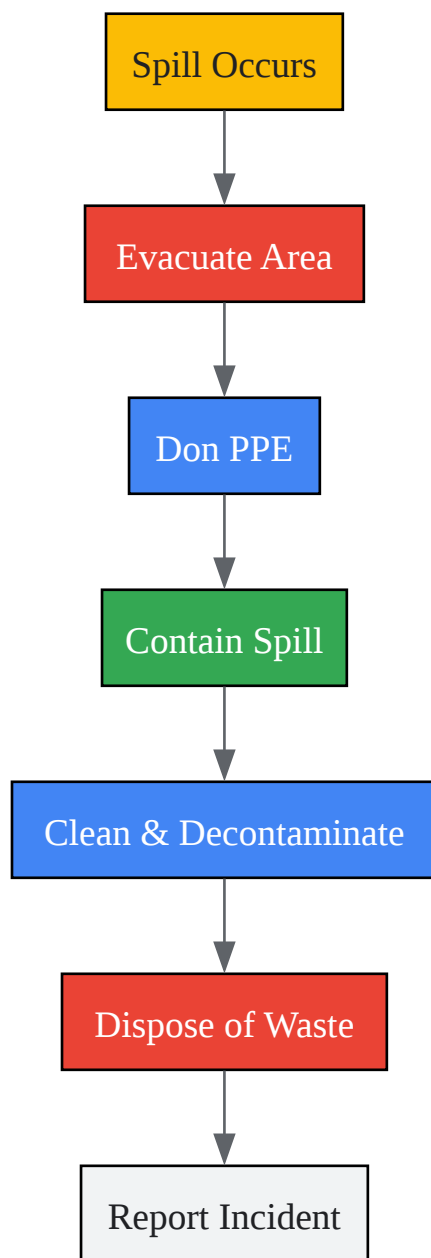 Spill Occurs
Evacuate Area
Don PPE
Contain Spill
Clean & Decontaminate
Dispose of Waste
Report Incident